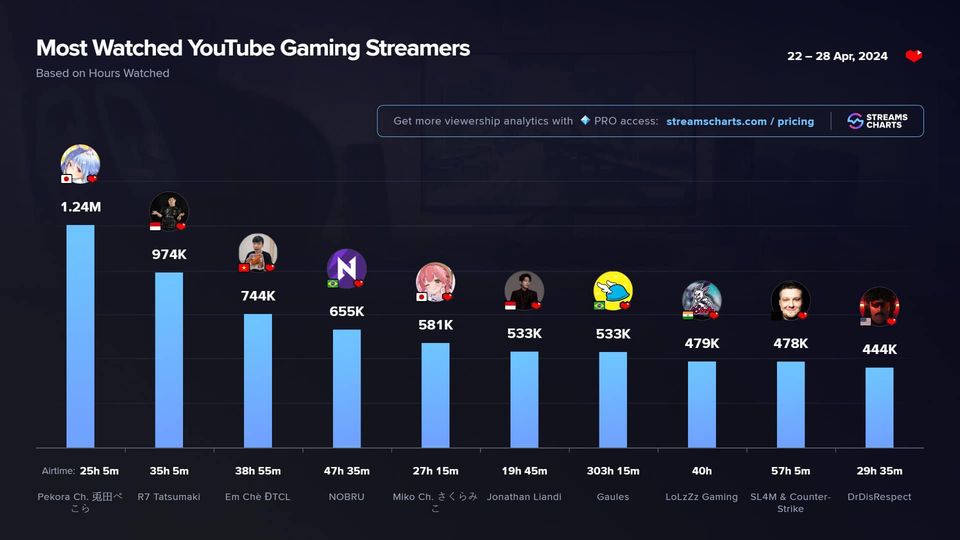 Most Watched YouTube Gaming Streamers
Based on Hours Watched
22 – 28 Apr, 2024
Get more viewership analytics with PRO access: streamscharts.com / pricing
STREAMS
CHARTS
1.24M
974K
744K
655K
581K
533K
533K
479K
478K
444K
Airtime: 25h 5m
35h 5m
38h 55m
47h 35m
27h 15m
19h 45m
303h 15m
40h
57h 5m
29h 35m
Pekora Ch. 兎田ぺ
こら
R7 Tatsumaki
Em Chè ĐTCL
NOBRU
Miko Ch. さくらみ
こ
Jonathan Liandi
Gaules
LoLzZz Gaming
SL4M & Counter-
Strike
DrDisRespect